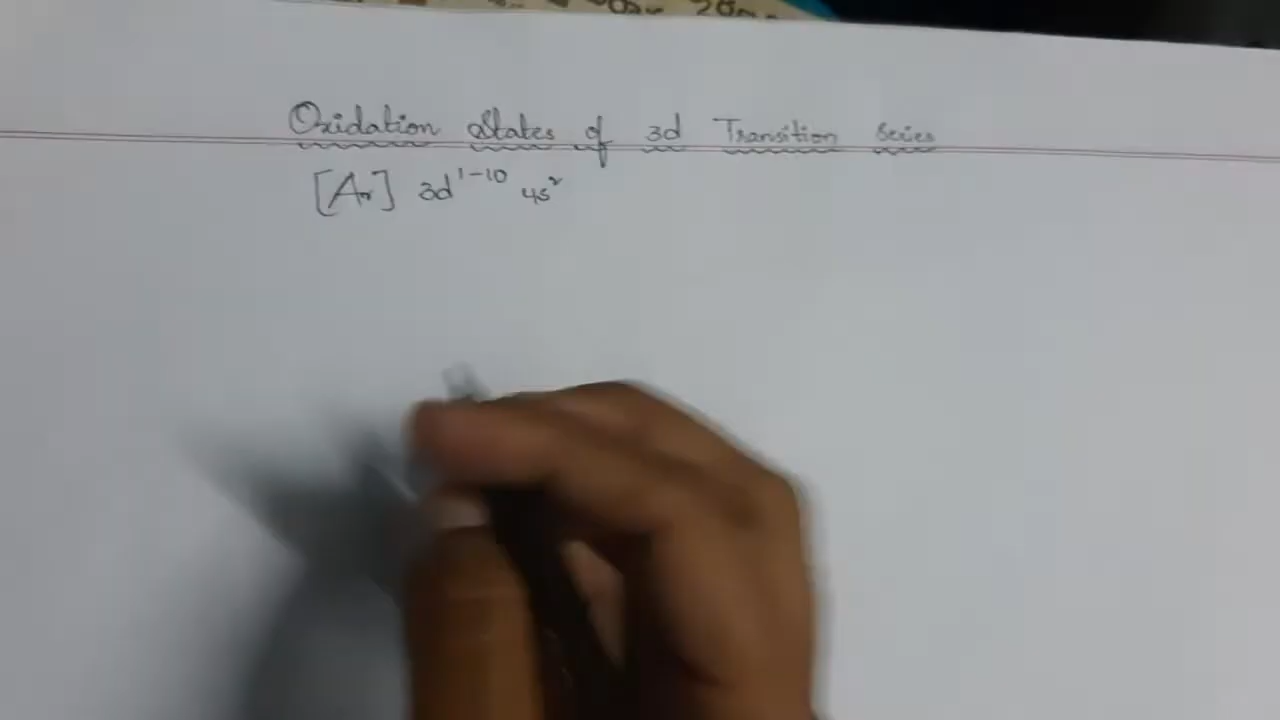 Oxidation States of 3d Transition Series
[Ar] 3d¹⁻¹⁰ 4s²